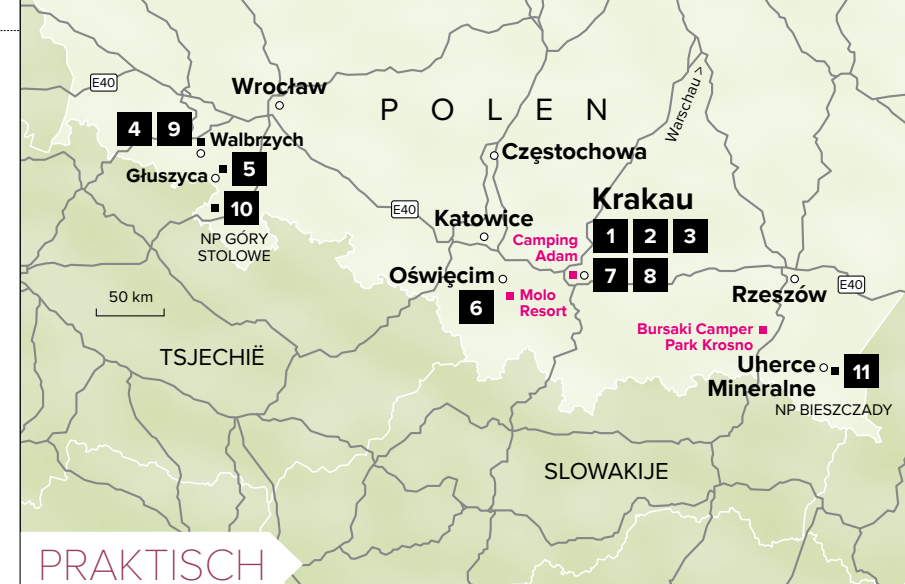 E40
Wrocław
POLEN
Warschau >
4 9
Walbrzych
Częstochowa
Głuszyca
5
10
NP GÓRY
STOLOWE
E40
Katowice
Krakau
1 2 3
Camping
Adam
7 8
Oświęcim
6
Molo
Resort
50 km
Rzeszów
E40
Bursaki Camper
Park Krosno
TSJECHIË
Uherce
Mineralne
11
NP BIESZCZADY
SLOWAKIJE
PRAKTISCH